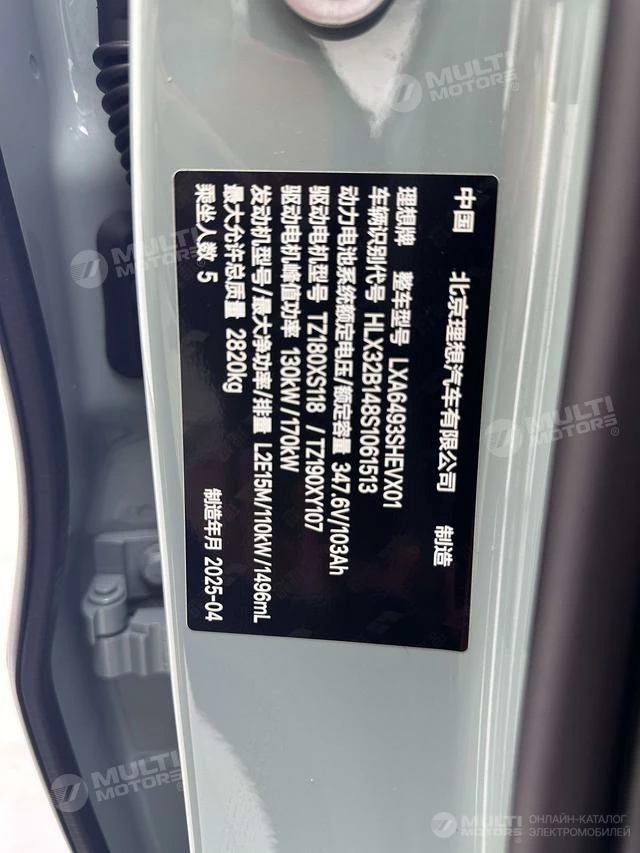 中国 北京理想汽车有限公司 制造
理想牌 整车型号 LXA6493SHEVX01
车辆识别代号 HLX32B148S1061513
动力电池系统额定电压/额定容量 347.6V/103Ah
驱动电机型号 TZ180XS118 / TZ190XY107
驱动电机峰值功率 130kW/170kW
发动机型号/最大净功率/排量 L2E15M/110kW/1496mL
最大允许总质量 2820kg
乘坐人数 5 制造年月 2025-04
MULTI
MOTORS
MULTI
MOTORS
MULTI
MOTORS
MULTI
MOTORS
MULTI
MOTORS
ОНЛАЙН-КАТАЛОГ
ЭЛЕКТРОМОБИЛЕЙ